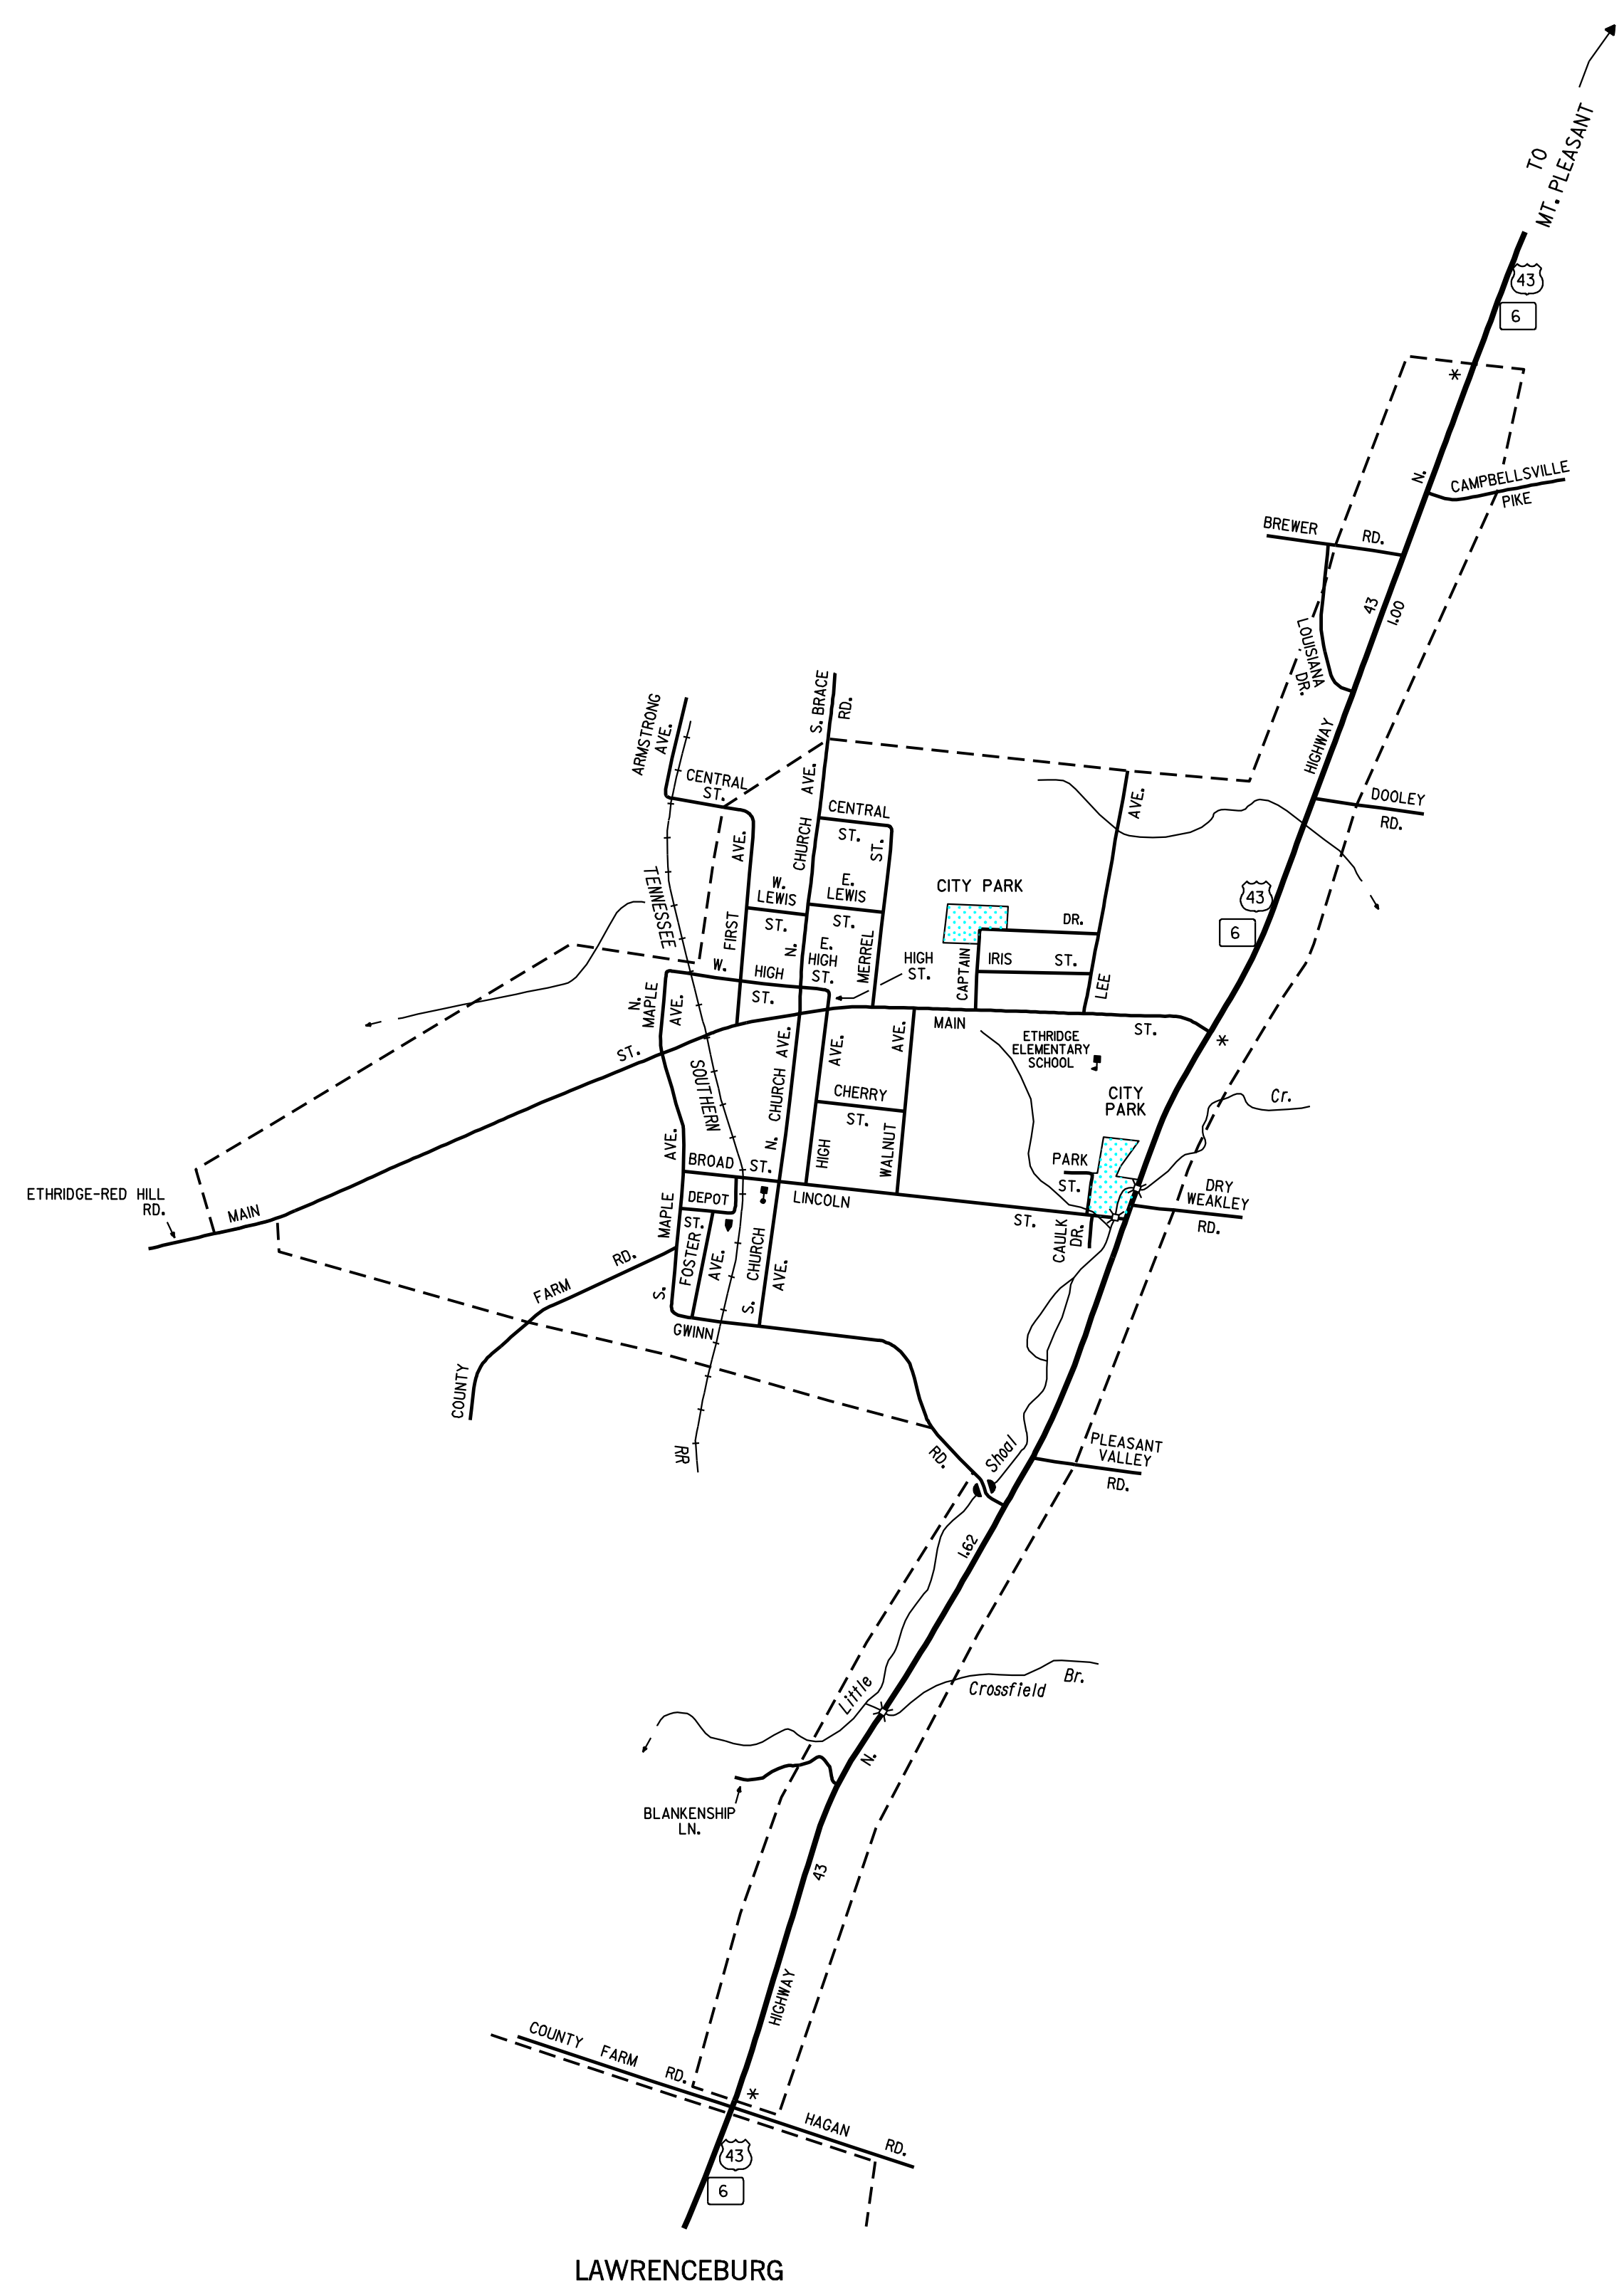 TO
MT. PLEASANT
43
6
N.
CAMPBELLSVILLE
PIKE
BREWER RD.
43
1.00
LOUISIANA
DR.
HIGHWAY
DOOLEY
RD.
43
6
S. BRACE
RD.
ARMSTRONG
AVE.
CENTRAL
ST.
AVE.
CHURCH
N.
CENTRAL
ST.
ST.
MERREL
AVE.
LEE
AVE.
FIRST
W.
LEWIS
ST.
E.
LEWIS
ST.
CITY PARK
DR.
CAPTAIN
IRIS ST.
TENNESSEE
SOUTHERN
RR
W. HIGH
ST.
E.
HIGH
ST.
HIGH
ST.
N.
MAPLE
AVE.
MAIN ST.
ETHRIDGE
ELEMENTARY
SCHOOL
ST.
N. CHURCH AVE.
AVE.
HIGH
AVE.
WALNUT
CHERRY
ST.
CITY
PARK
Cr.
AVE.
BROAD ST.
PARK
ST.
DRY
WEAKLEY
RD.
ETHRIDGE-RED HILL
RD.
MAIN
DEPOT
ST.
LINCOLN
ST.
CAULK
DR.
MAPLE
S.
FOSTER
AVE.
S. CHURCH
AVE.
FARM RD.
COUNTY
GWINN
RD.
Shoal
PLEASANT
VALLEY
RD.
1.62
Little
Crossfield Br.
N.
BLANKENSHIP
LN.
43
HIGHWAY
COUNTY FARM RD.
HAGAN RD.
43
6
LAWRENCEBURG